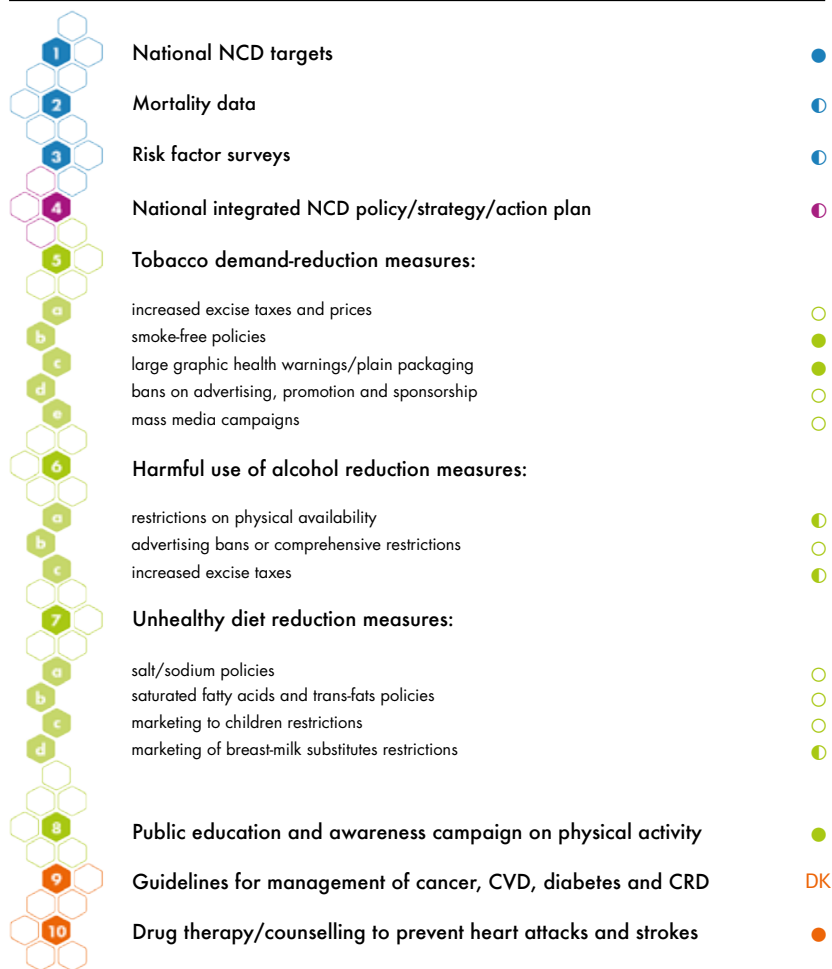 1 National NCD targets ●
2 Mortality data ◐
3 Risk factor surveys ◐
4 National integrated NCD policy/strategy/action plan ◐
5 Tobacco demand-reduction measures:
a increased excise taxes and prices ○
b smoke-free policies ●
c large graphic health warnings/plain packaging ●
d bans on advertising, promotion and sponsorship ○
e mass media campaigns ○
6 Harmful use of alcohol reduction measures:
a restrictions on physical availability ◐
b advertising bans or comprehensive restrictions ○
c increased excise taxes ◐
7 Unhealthy diet reduction measures:
a salt/sodium policies ○
b saturated fatty acids and trans-fats policies ○
c marketing to children restrictions ○
d marketing of breast-milk substitutes restrictions ◐
8 Public education and awareness campaign on physical activity ●
9 Guidelines for management of cancer, CVD, diabetes and CRD DK
10 Drug therapy/counselling to prevent heart attacks and strokes ●